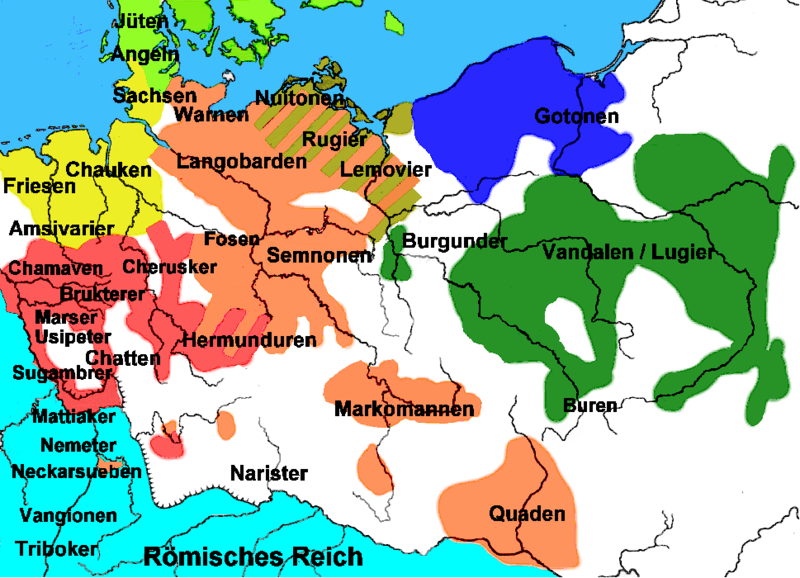 Jüten
Angeln
Sachsen
Warnen
Nuitonen
Gotonen
Rugier
Langobarden
Lemovier
Chauken
Friesen
Amsivarier
Fosen
Semnonen
Burgunder
Vandalen / Lugier
Chamaven
Cherusker
Brukterer
Marser
Usipeter
Hermunduren
Chatten
Sugambrer
Markomannen
Buren
Mattiaker
Nemeter
Neckarsueben
Narister
Vangionen
Quaden
Triboker
Römisches Reich